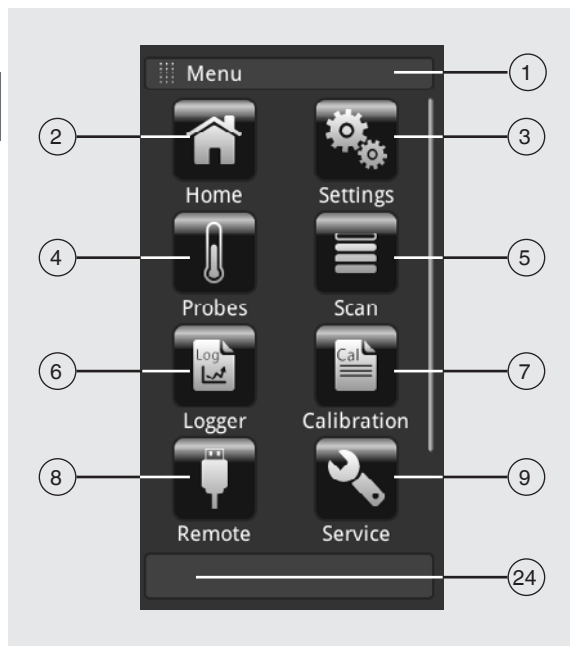 Menu
1
2
3
Home
Settings
4
5
Probes
Scan
Log
Cal
6
7
Logger
Calibration
8
9
Remote
Service
24